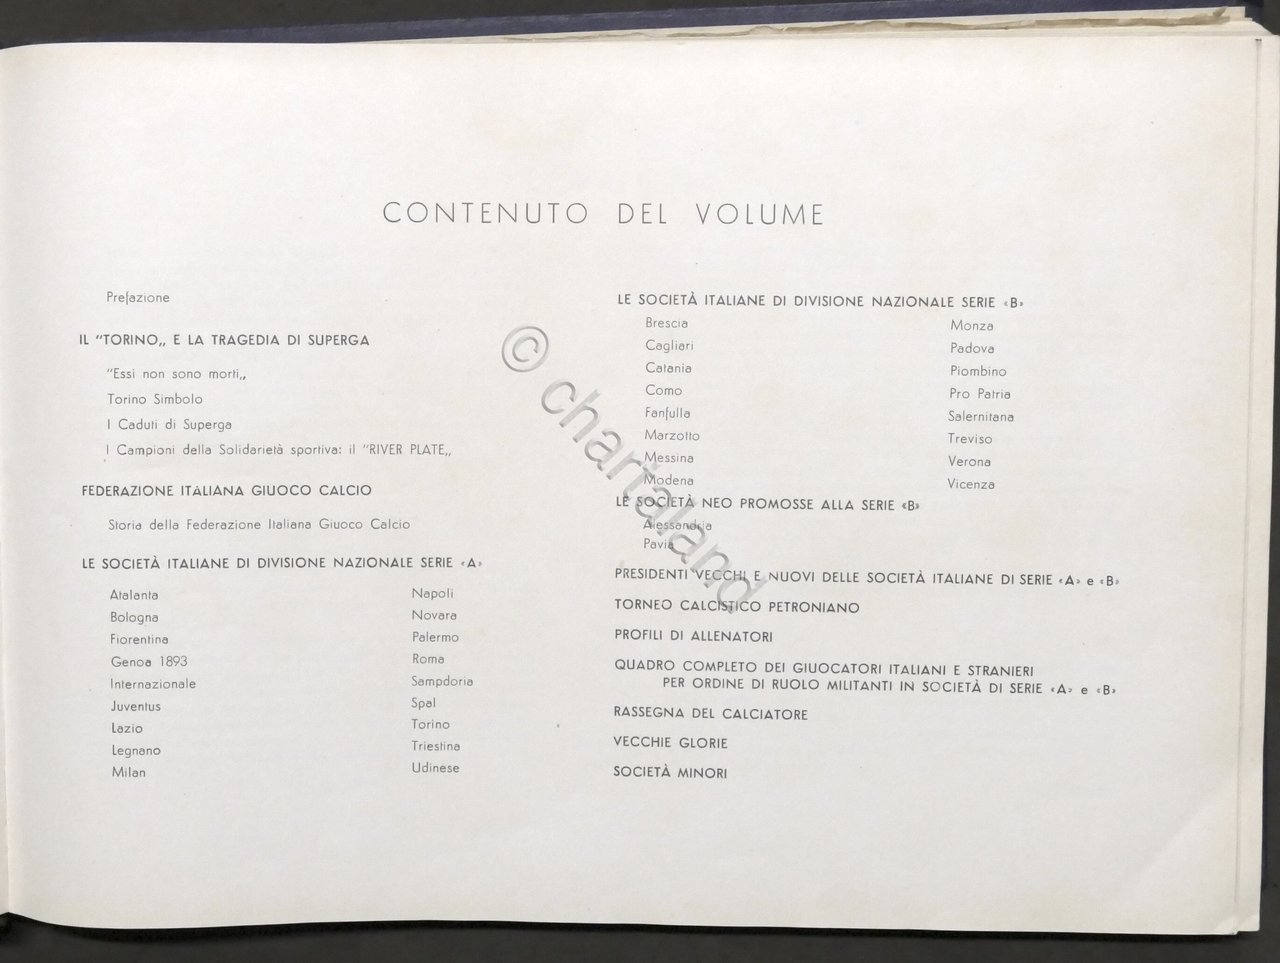 CONTENUTO DEL VOLUME
Prefazione
IL "TORINO„ E LA TRAGEDIA DI SUPERGA
"Essi non sono morti„
Torino Simbolo
I Caduti di Superga
I Campioni della Solidarietà sportiva: il "RIVER PLATE„
FEDERAZIONE ITALIANA GIUOCO CALCIO
Storia della Federazione Italiana Giuoco Calcio
LE SOCIETÀ ITALIANE DI DIVISIONE NAZIONALE SERIE «A»
Atalanta
Bologna
Fiorentina
Genoa 1893
Internazionale
Juventus
Lazio
Legnano
Milan
Napoli
Novara
Palermo
Roma
Sampdoria
Spal
Torino
Triestina
Udinese
LE SOCIETÀ ITALIANE DI DIVISIONE NAZIONALE SERIE «B»
Brescia
Cagliari
Catania
Como
Fanfulla
Marzotto
Messina
Modena
Monza
Padova
Piombino
Pro Patria
Salernitana
Treviso
Verona
Vicenza
LE SOCIETÀ NEO PROMOSSE ALLA SERIE «B»
Alessandria
Pavia
PRESIDENTI VECCHI E NUOVI DELLE SOCIETÀ ITALIANE DI SERIE «A» e «B»
TORNEO CALCISTICO PETRONIANO
PROFILI DI ALLENATORI
QUADRO COMPLETO DEI GIUOCATORI ITALIANI E STRANIERI
PER ORDINE DI RUOLO MILITANTI IN SOCIETÀ DI SERIE «A» e «B»
RASSEGNA DEL CALCIATORE
VECCHIE GLORIE
SOCIETÀ MINORI
© chartaland